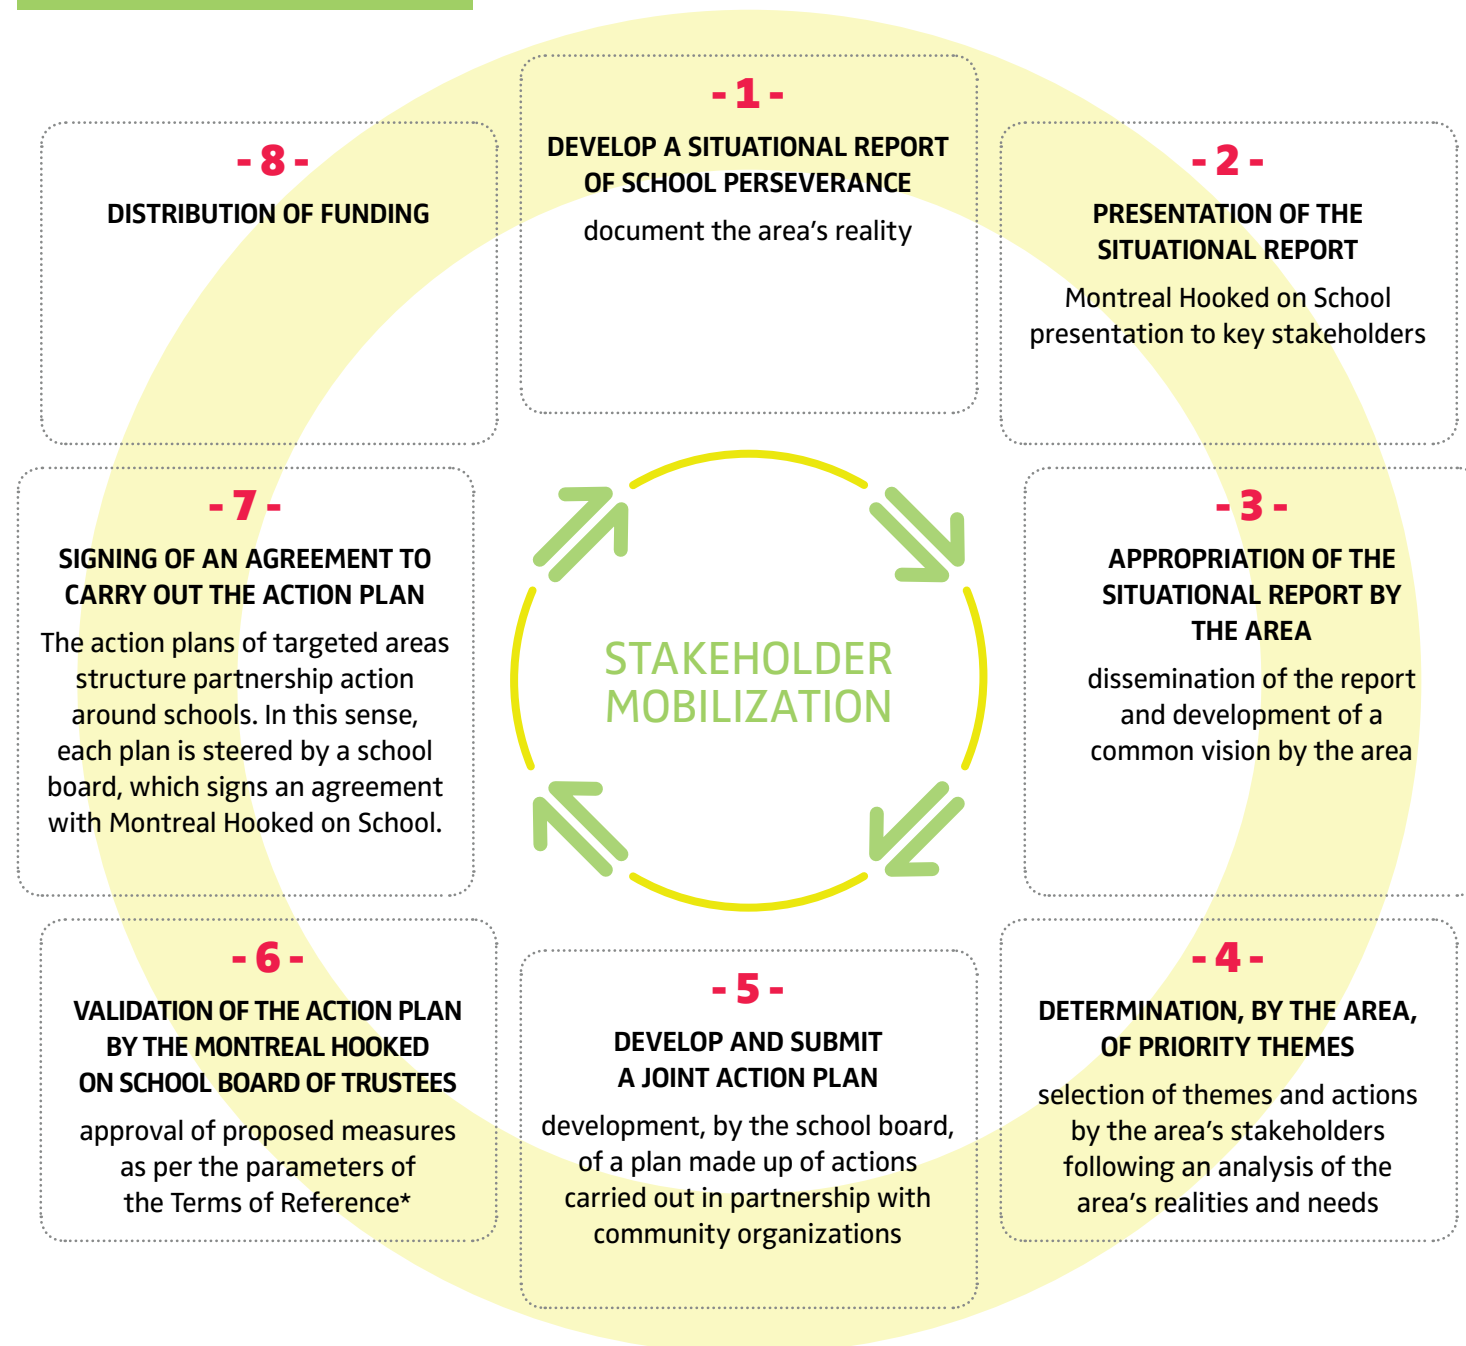 - 1 -
DEVELOP A SITUATIONAL REPORT
OF SCHOOL PERSEVERANCE
document the area’s reality
- 2 -
PRESENTATION OF THE
SITUATIONAL REPORT
Montreal Hooked on School
presentation to key stakeholders
- 3 -
APPROPRIATION OF THE
SITUATIONAL REPORT BY
THE AREA
dissemination of the report
and development of a
common vision by the area
- 4 -
DETERMINATION, BY THE AREA,
OF PRIORITY THEMES
selection of themes and actions
by the area’s stakeholders
following an analysis of the
area’s realities and needs
- 5 -
DEVELOP AND SUBMIT
A JOINT ACTION PLAN
development, by the school board,
of a plan made up of actions
carried out in partnership with
community organizations
- 6 -
VALIDATION OF THE ACTION PLAN
BY THE MONTREAL HOOKED
ON SCHOOL BOARD OF TRUSTEES
approval of proposed measures
as per the parameters of
the Terms of Reference*
- 7 -
SIGNING OF AN AGREEMENT TO
CARRY OUT THE ACTION PLAN
The action plans of targeted areas
structure partnership action
around schools. In this sense,
each plan is steered by a school
board, which signs an agreement
with Montreal Hooked on School.
- 8 -
DISTRIBUTION OF FUNDING
STAKEHOLDER
MOBILIZATION